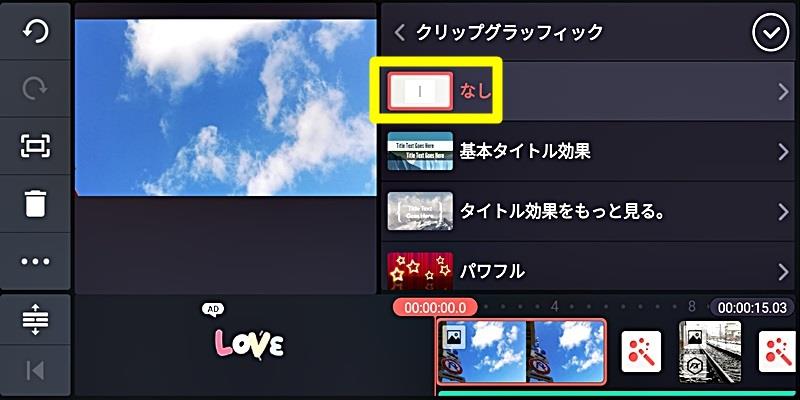 クリップグラフィック
なし
Title Text Goes Here
Title Text Goes Here
基本タイトル効果
Title Text
Goes Here
タイトル効果をもっと見る。
パワフル
00:00:00.0
4
8
00:00:15.03
AD
LOVE